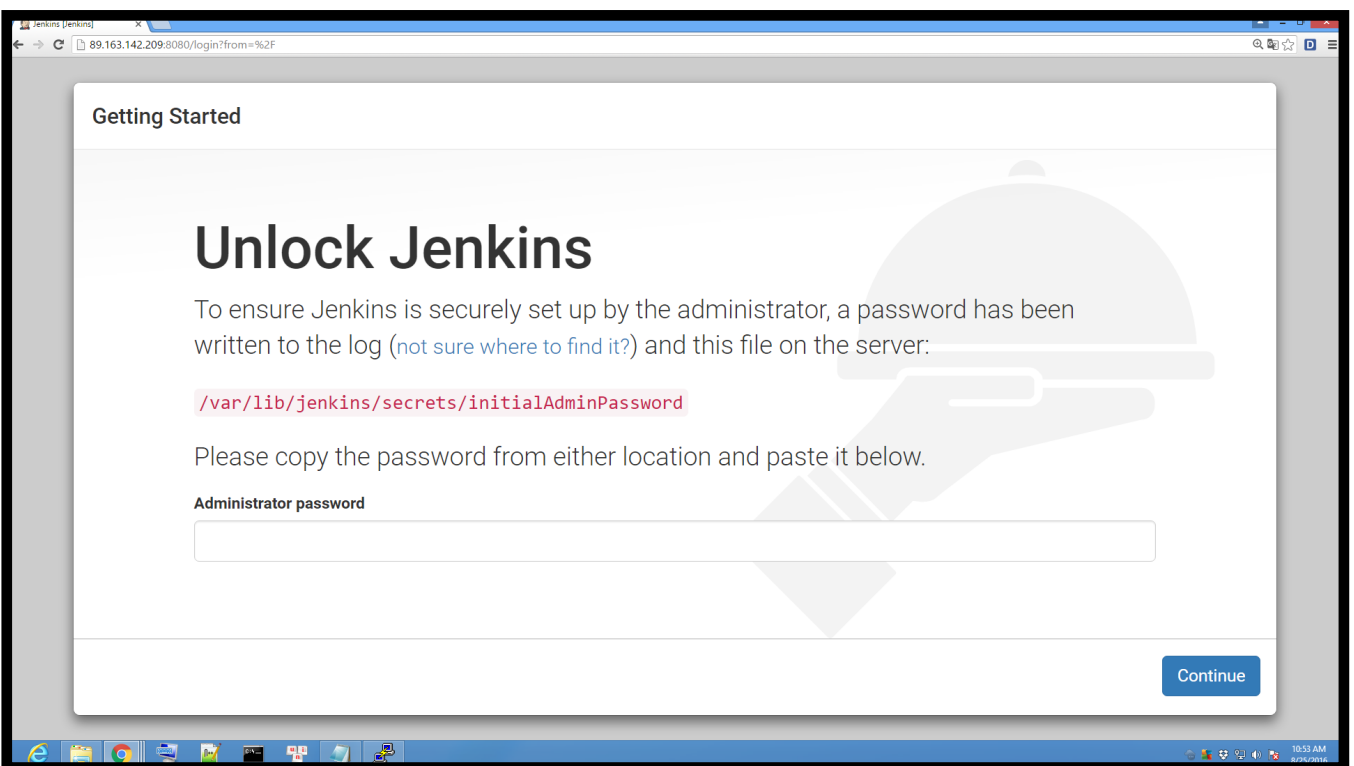 Jenkins [Jenkins]
89.163.142.209:8080/login?from=%2F
Getting Started
Unlock Jenkins
To ensure Jenkins is securely set up by the administrator, a password has been
written to the log (not sure where to find it?) and this file on the server:
/var/lib/jenkins/secrets/initialAdminPassword
Please copy the password from either location and paste it below.
Administrator password
Continue
10:53 AM
8/25/2016